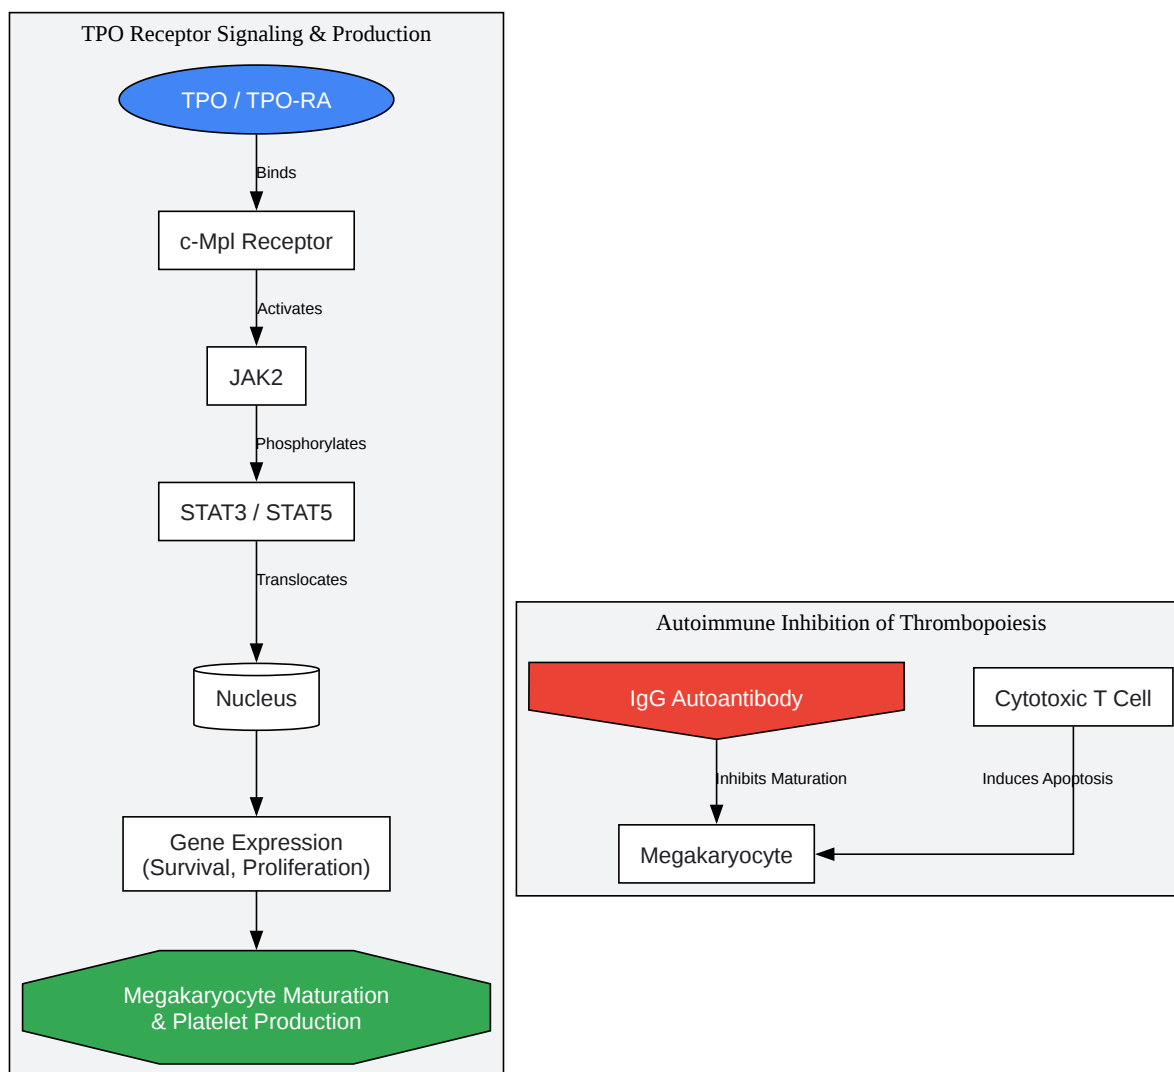 TPO Receptor Signaling & Production
TPO / TPO-RA
Binds
c-Mpl Receptor
Activates
JAK2
Phosphorylates
STAT3 / STAT5
Translocates
Nucleus
Gene Expression
(Survival, Proliferation)
Megakaryocyte Maturation
& Platelet Production
Autoimmune Inhibition of Thrombopoiesis
IgG Autoantibody
Cytotoxic T Cell
Inhibits Maturation
Induces Apoptosis
Megakaryocyte